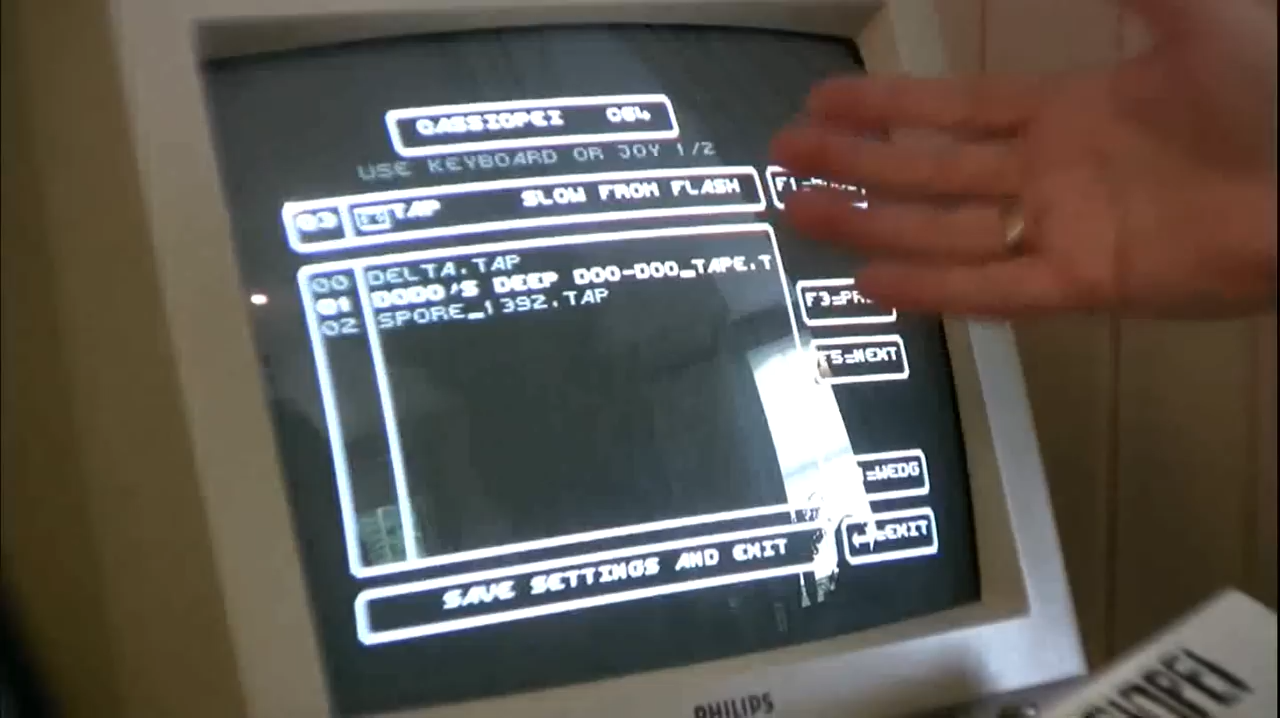 CASSIOPEI C64
USE KEYBOARD OR JOY 1/2
03 TAP SLOW FROM FLASH
00 DELTA.TAP
01 DODO'S DEEP DOO-DOO_TAPE.T
02 SPORE_1392.TAP
F5=NEXT
=WEDG
←=EXIT
SAVE SETTINGS AND EXIT
PHILIPS